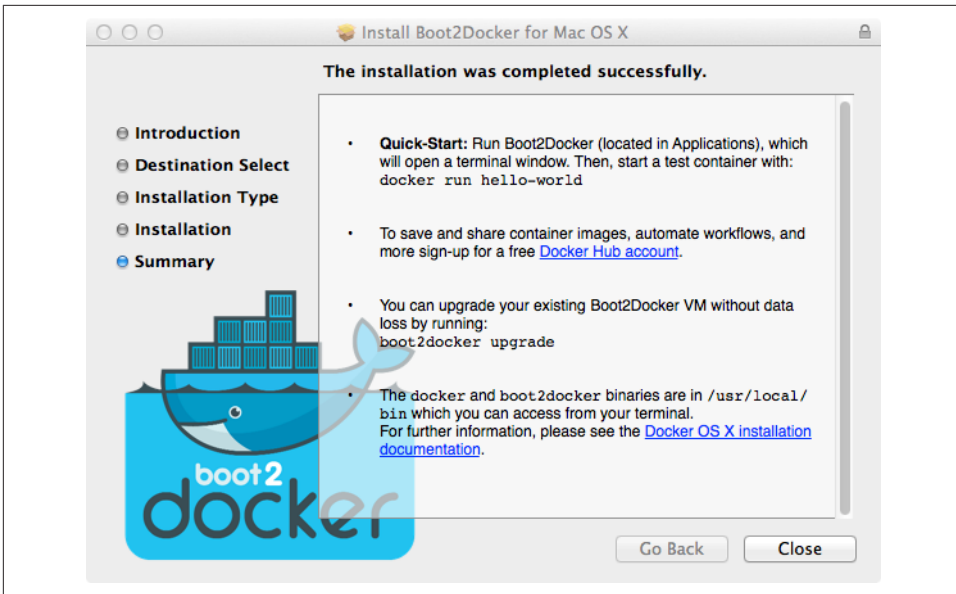 Install Boot2Docker for Mac OS X
The installation was completed successfully.
Introduction
Destination Select
Installation Type
Installation
Summary
• Quick-Start: Run Boot2Docker (located in Applications), which
will open a terminal window. Then, start a test container with:
docker run hello-world
• To save and share container images, automate workflows, and
more sign-up for a free Docker Hub account.
• You can upgrade your existing Boot2Docker VM without data
loss by running:
boot2docker upgrade
• The docker and boot2docker binaries are in /usr/local/
bin which you can access from your terminal.
For further information, please see the Docker OS X installation
documentation.
boot2
docker
Go Back
Close